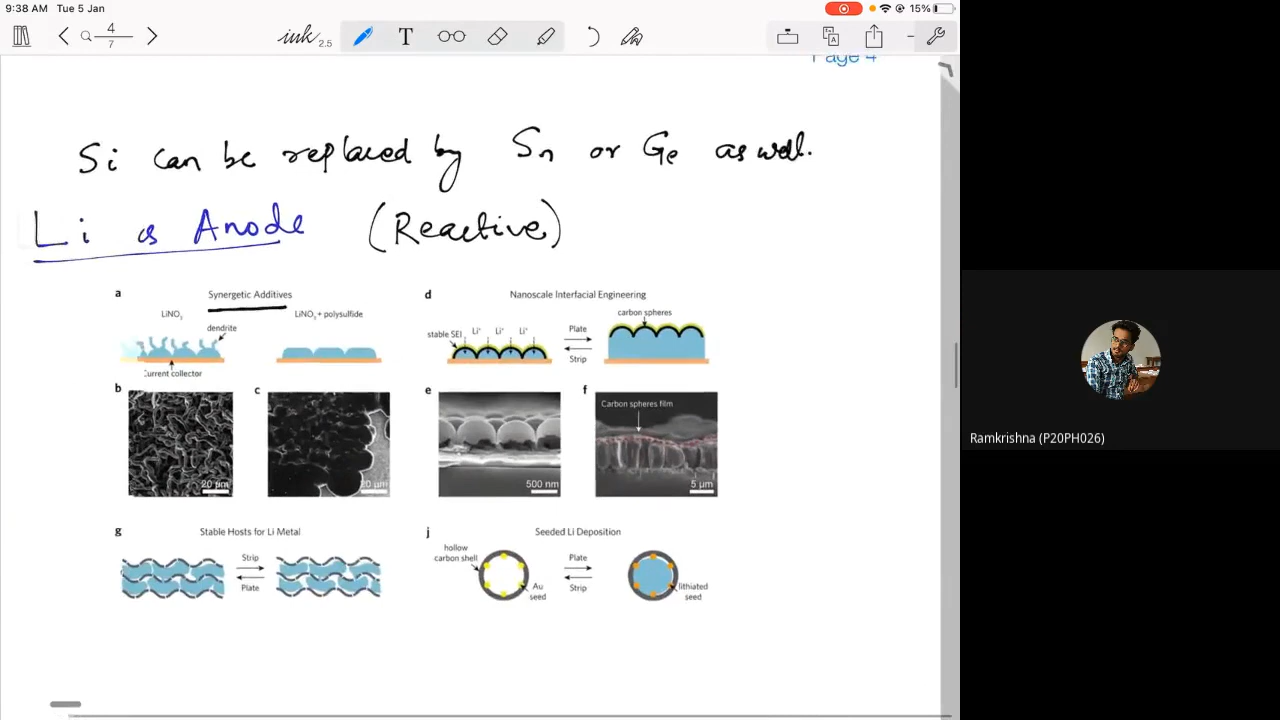 9:38 AM Tue 5 Jan
15%
4
7
ink 2.5
T
Page 4
Si can be replaced by Sn or Ge as well.
Li as Anode (Reactive)
a Synergetic Additives
LiNO3 LiNO3 + polysulfide
dendrite
Current collector
d Nanoscale Interfacial Engineering
carbon spheres
stable SEI Li+ Li+ Li+ Plate
Strip
b c e f
Carbon spheres film
20 µm 20 µm 500 nm 5 µm
g Stable Hosts for Li Metal
Strip
Plate
j Seeded Li Deposition
hollow
carbon shell
Plate
Strip
Au
seed
lithiated
seed
Ramkrishna (P20PH026)